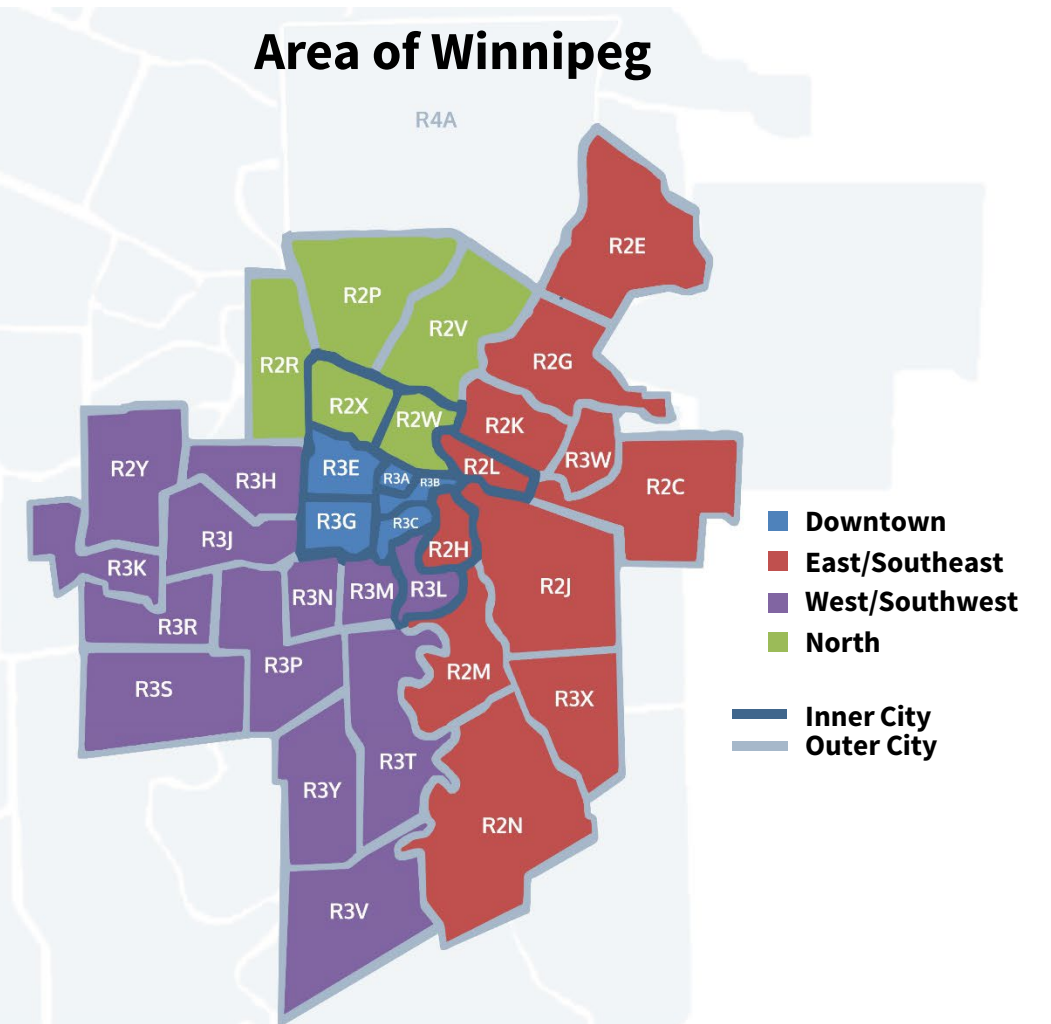 Area of Winnipeg
R4A
R2E
R2P
R2V
R2G
R2R
R2X
R2W
R2K
R3W
R2Y
R3H
R3E
R3A
R3B
R2L
R2C
R3G
R3C
R3J
R2H
R3K
R3N
R3M
R3L
R2J
R3R
R3P
R2M
R3S
R3X
R3T
R3Y
R2N
R3V
Downtown
East/Southeast
West/Southwest
North
Inner City
Outer City